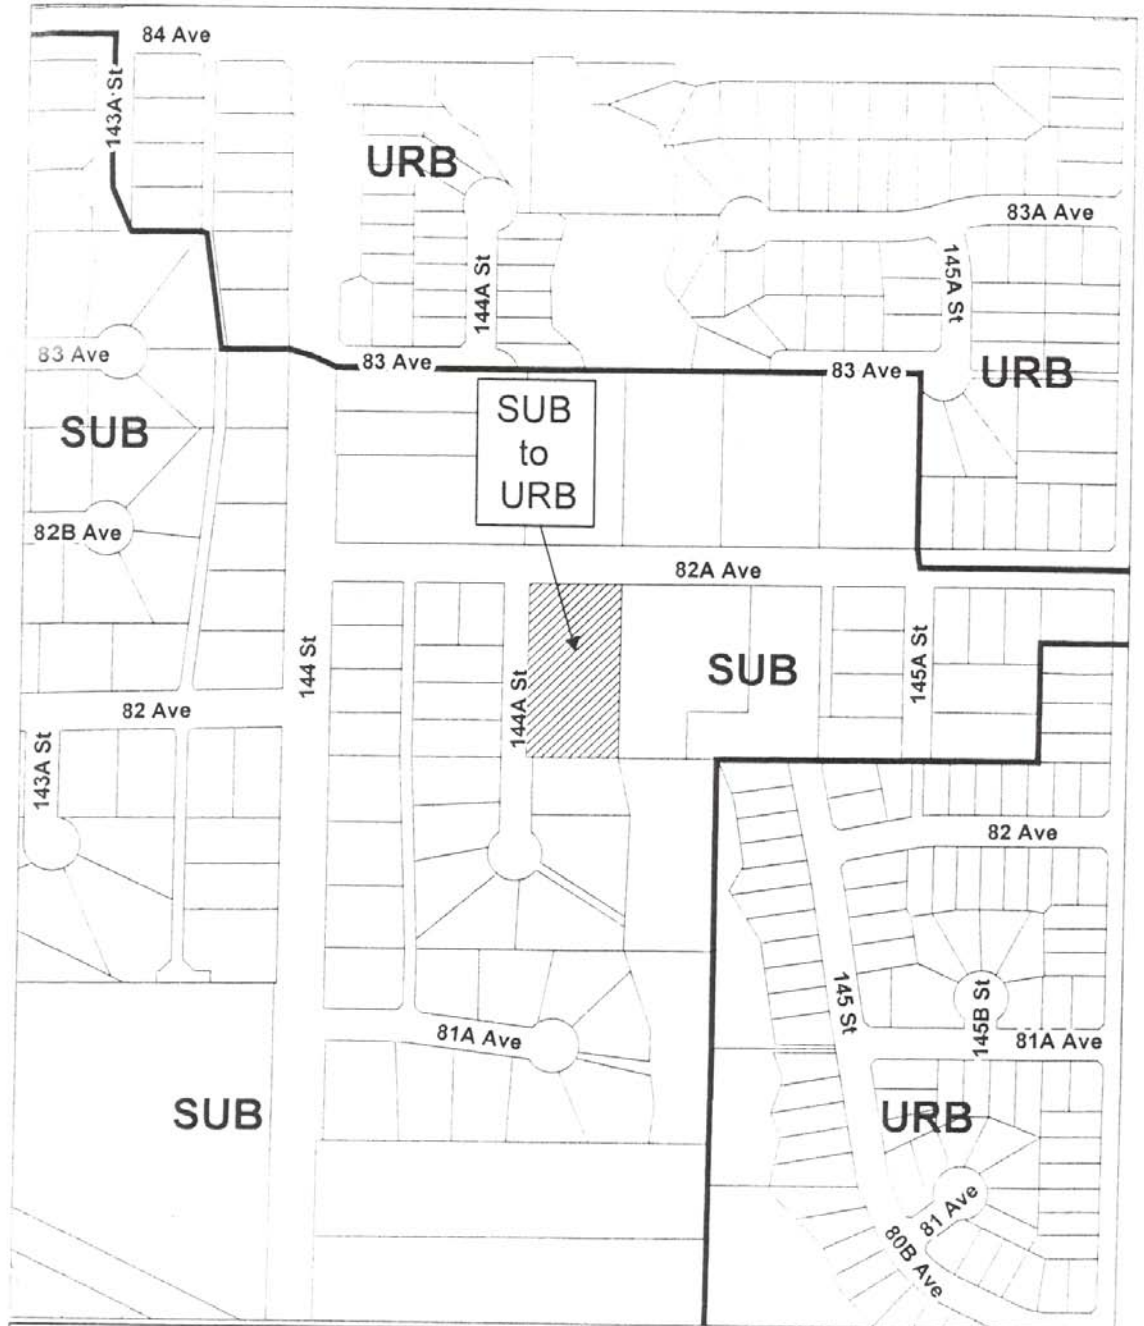 84 Ave
143A St
URB
83A Ave
144A St
145A St
83 Ave
83 Ave
83 Ave
URB
SUB
SUB
to
URB
82B Ave
82A Ave
144 St
144A St
SUB
145A St
82 Ave
143A St
82 Ave
145 St
145B St
81A Ave
81A Ave
SUB
URB
81 Ave
80B Ave